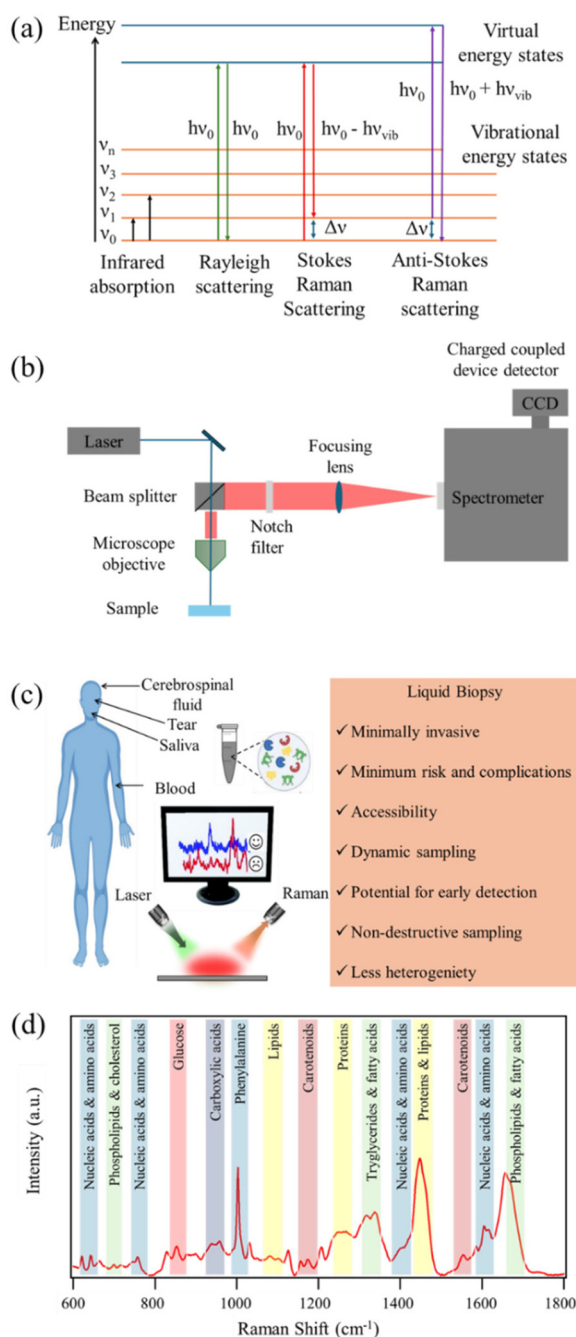 (a)
Energy
Virtual
energy states
hν0
hν0
hν0
hν0 - hνvib
hν0
hν0 + hνvib
Vibrational
energy states
νn
ν3
ν2
ν1
ν0
Δν
Δν
Infrared
absorption
Rayleigh
scattering
Stokes
Raman
Scattering
Anti-Stokes
Raman
scattering
(b)
Charged coupled
device detector
CCD
Laser
Focusing
lens
Beam splitter
Spectrometer
Notch
filter
Microscope
objective
Sample
(c)
Cerebrospinal
fluid
Tear
Saliva
Blood
Laser
Raman
Liquid Biopsy
✓ Minimally invasive
✓ Minimum risk and complications
✓ Accessibility
✓ Dynamic sampling
✓ Potential for early detection
✓ Non-destructive sampling
✓ Less heterogeniety
(d)
Intensity (a.u.)
Nucleic acids & amino acids
Phospholipids & cholesterol
Nucleic acids & amino acids
Glucose
Carboxylic acids
Phenylalanine
Lipids
Carotenoids
Proteins
Tryglycerides & fatty acids
Nucleic acids & amino acids
Proteins & lipids
Carotenoids
Nucleic acids & amino acids
Phospholipids & fatty acids
600 800 1000 1200 1400 1600 1800
Raman Shift (cm-1)